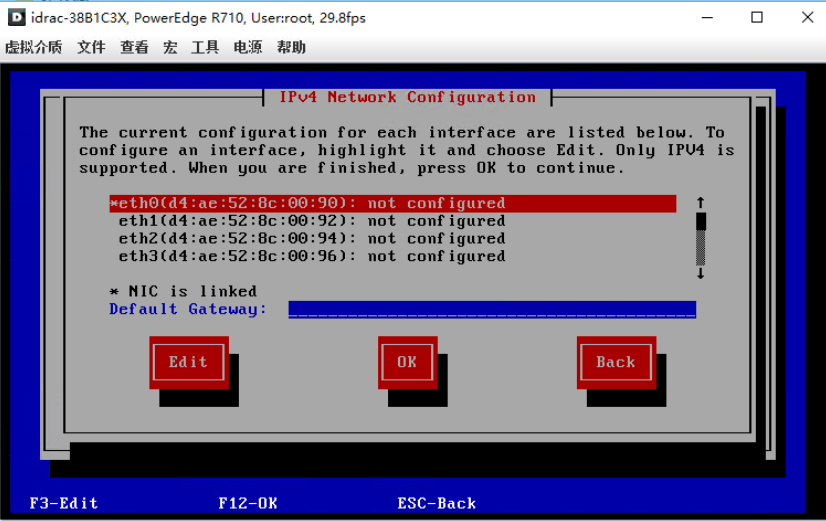 idrac-38B1C3X, PowerEdge R710, User:root, 29.8fps
虚拟介质 文件 查看 宏 工具 电源 帮助
IPv4 Network Configuration
The current configuration for each interface are listed below. To
configure an interface, highlight it and choose Edit. Only IPV4 is
supported. When you are finished, press OK to continue.
*eth0(d4:ae:52:8c:00:90): not configured
eth1(d4:ae:52:8c:00:92): not configured
eth2(d4:ae:52:8c:00:94): not configured
eth3(d4:ae:52:8c:00:96): not configured
* NIC is linked
Default Gateway:
Edit OK Back
F3-Edit F12-OK ESC-Back